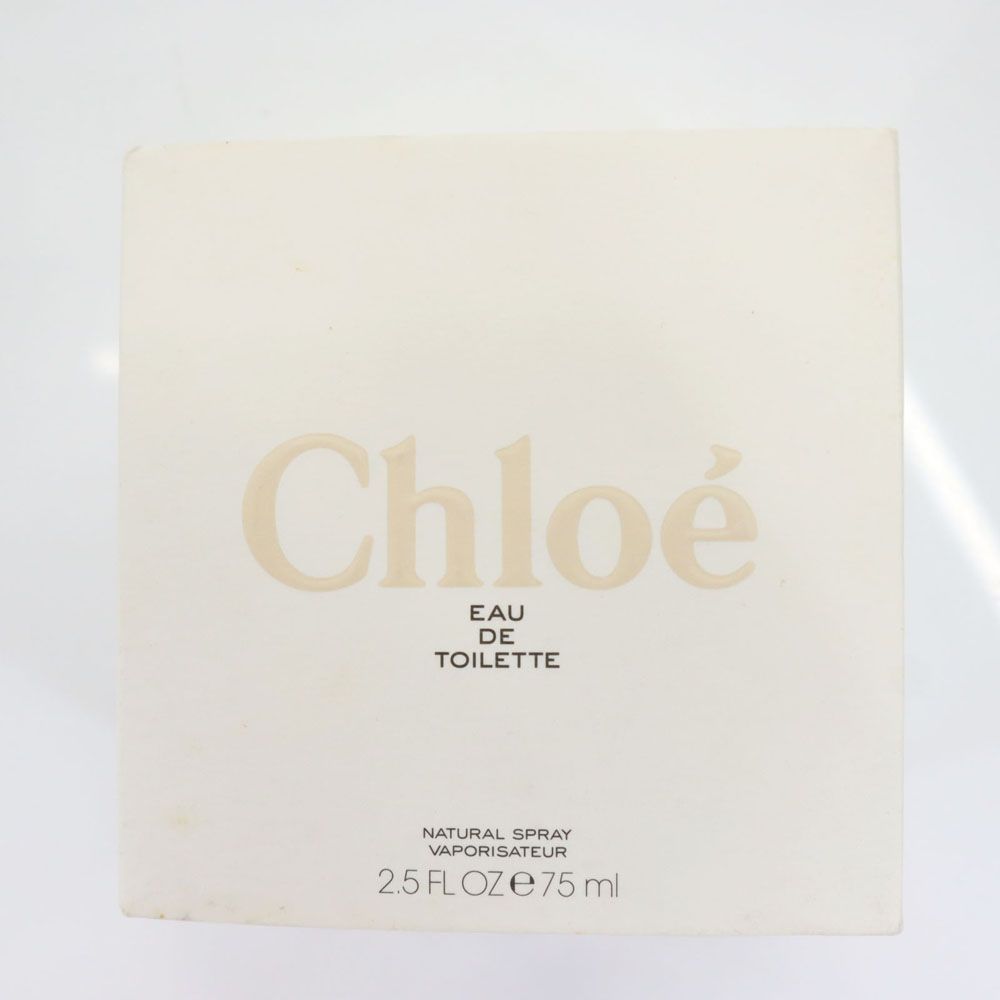 Chloé
EAU
DE
TOILETTE
NATURAL SPRAY
VAPORISATEUR
2.5 FL OZ ℮ 75 ml